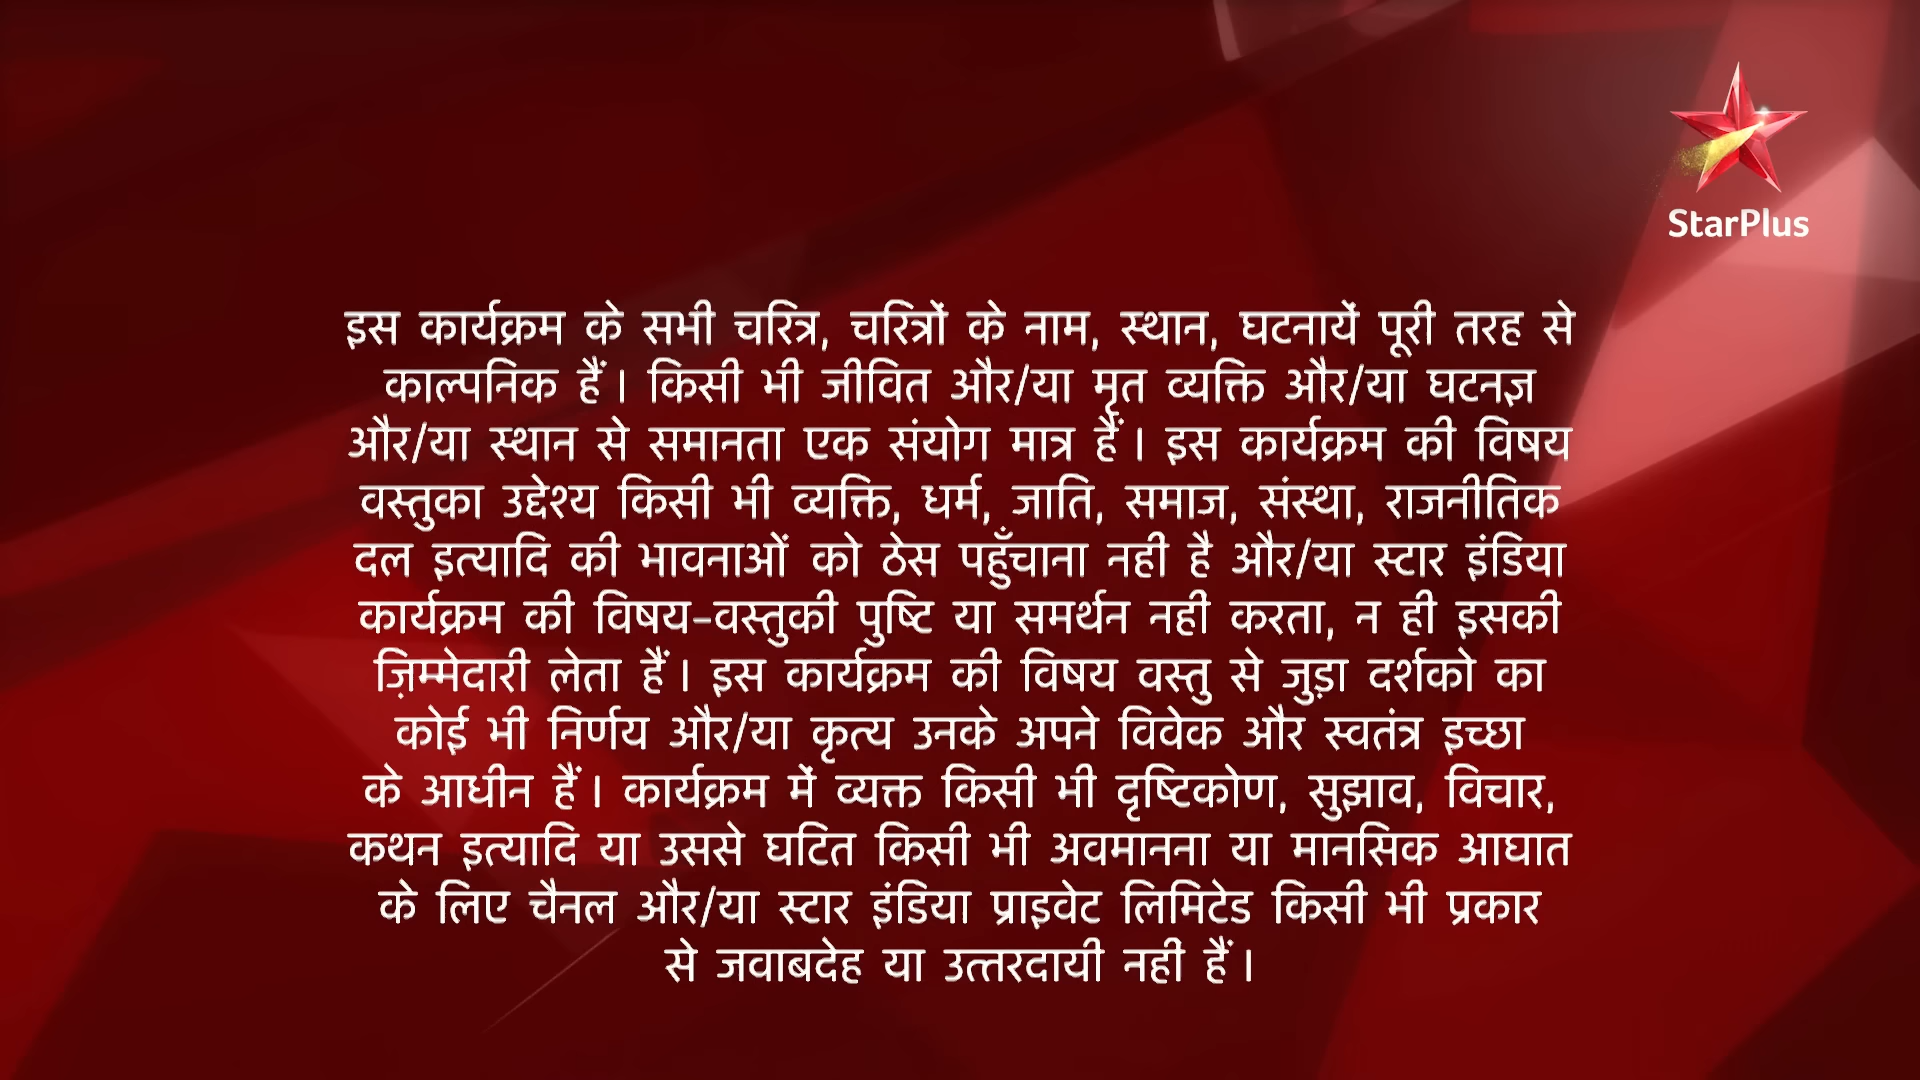 StarPlus
इस कार्यक्रम के सभी चरित्र, चरित्रों के नाम, स्थान, घटनायें पूरी तरह से
काल्पनिक हैं। किसी भी जीवित और/या मृत व्यक्ति और/या घटनज्ञ
और/या स्थान से समानता एक संयोग मात्र हैं। इस कार्यक्रम की विषय
वस्तुका उद्देश्य किसी भी व्यक्ति, धर्म, जाति, समाज, संस्था, राजनीतिक
दल इत्यादि की भावनाओं को ठेस पहुँचाना नही है और/या स्टार इंडिया
कार्यक्रम की विषय-वस्तुकी पुष्टि या समर्थन नही करता, न ही इसकी
ज़िम्मेदारी लेता हैं। इस कार्यक्रम की विषय वस्तु से जुड़ा दर्शको का
कोई भी निर्णय और/या कृत्य उनके अपने विवेक और स्वतंत्र इच्छा
के आधीन हैं। कार्यक्रम में व्यक्त किसी भी दृष्टिकोण, सुझाव, विचार,
कथन इत्यादि या उससे घटित किसी भी अवमानना या मानसिक आघात
के लिए चैनल और/या स्टार इंडिया प्राइवेट लिमिटेड किसी भी प्रकार
से जवाबदेह या उत्तरदायी नही हैं।